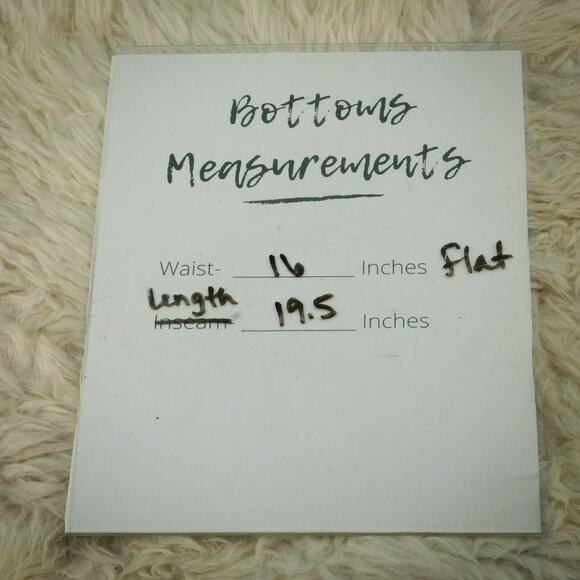 Bottoms
Measurements
Waist- 16 Inches Flat
Length
Inseam 19.5 Inches